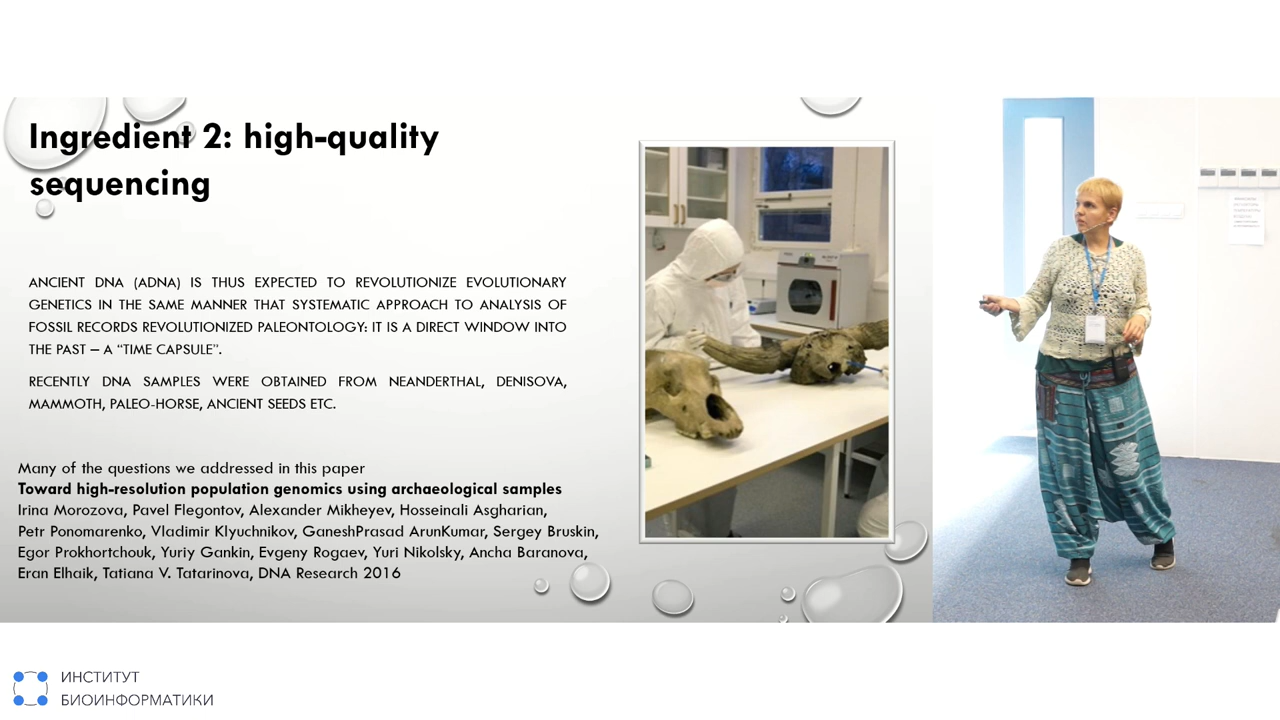 Ingredient 2: high-quality
sequencing
ANCIENT DNA (ADNA) IS THUS EXPECTED TO REVOLUTIONIZE EVOLUTIONARY
GENETICS IN THE SAME MANNER THAT SYSTEMATIC APPROACH TO ANALYSIS OF
FOSSIL RECORDS REVOLUTIONIZED PALEONTOLOGY: IT IS A DIRECT WINDOW INTO
THE PAST – A “TIME CAPSULE”.
RECENTLY DNA SAMPLES WERE OBTAINED FROM NEANDERTHAL, DENISOVA,
MAMMOTH, PALEO-HORSE, ANCIENT SEEDS ETC.
Many of the questions we addressed in this paper
Toward high-resolution population genomics using archaeological samples
Irina Morozova, Pavel Flegontov, Alexander Mikheyev, Hosseinali Asgharian,
Petr Ponomarenko, Vladimir Klyuchnikov, GaneshPrasad ArunKumar, Sergey Bruskin,
Egor Prokhortchouk, Yuriy Gankin, Evgeny Rogaev, Yuri Nikolsky, Ancha Baranova,
Eran Elhaik, Tatiana V. Tatarinova, DNA Research 2016
ИНСТИТУТ
БИОИНФОРМАТИКИ